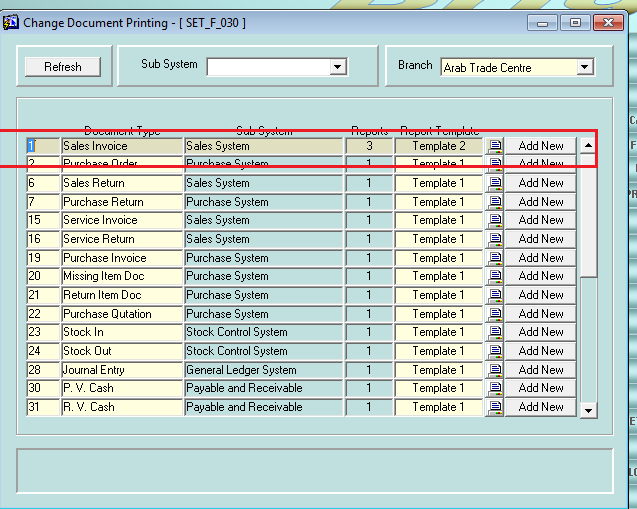 Change Document Printing - [ SET_F_030 ]
Refresh Sub System Branch Arab Trade Centre
Document Type Sub System Reports Report Template
1 Sales Invoice Sales System 3 Template 2 Add New
2 Purchase Order Purchase System 1 Template 1 Add New
6 Sales Return Sales System 1 Template 1 Add New
7 Purchase Return Purchase System 1 Template 1 Add New
15 Service Invoice Sales System 1 Template 1 Add New
16 Service Return Sales System 1 Template 1 Add New
19 Purchase Invoice Purchase System 1 Template 1 Add New
20 Missing Item Doc Purchase System 1 Template 1 Add New
21 Return Item Doc Purchase System 1 Template 1 Add New
22 Purchase Qutation Purchase System 1 Template 1 Add New
23 Stock In Stock Control System 1 Template 1 Add New
24 Stock Out Stock Control System 1 Template 1 Add New
28 Journal Entry General Ledger System 1 Template 1 Add New
30 P. V. Cash Payable and Receivable 1 Template 1 Add New
31 R. V. Cash Payable and Receivable 1 Template 1 Add New